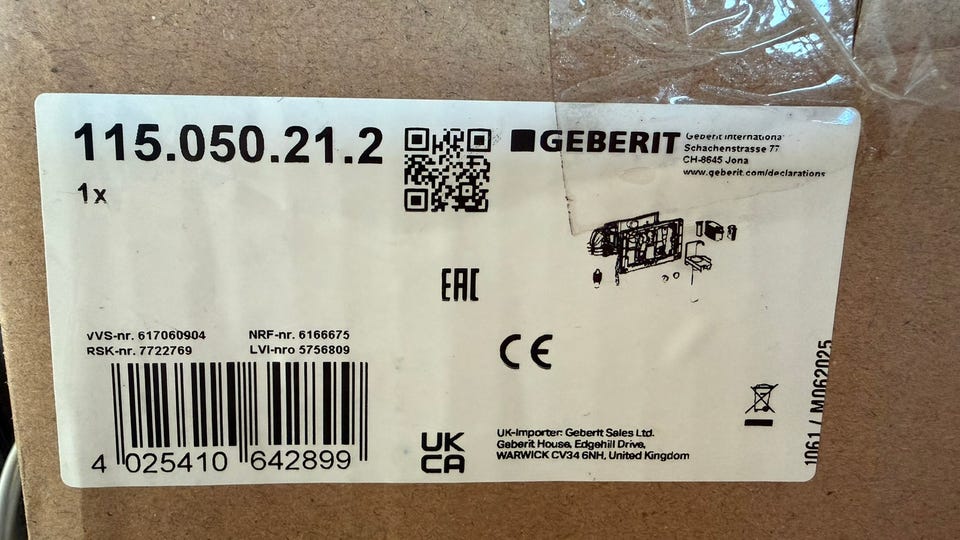 115.050.21.2
1x
GEBERIT
Geberit International
Schachenstrasse 77
CH-8645 Jona
www.geberit.com/declarations
EAC
VVS-nr. 617060904 NRF-nr. 6166675
RSK-nr. 7722769 LVI-nro 5756809
4 025410 642899
CE
UK
CA
UK-Importer: Geberit Sales Ltd.
Geberit House, Edgehill Drive,
WARWICK CV34 6NH, United Kingdom
1061 / M062025